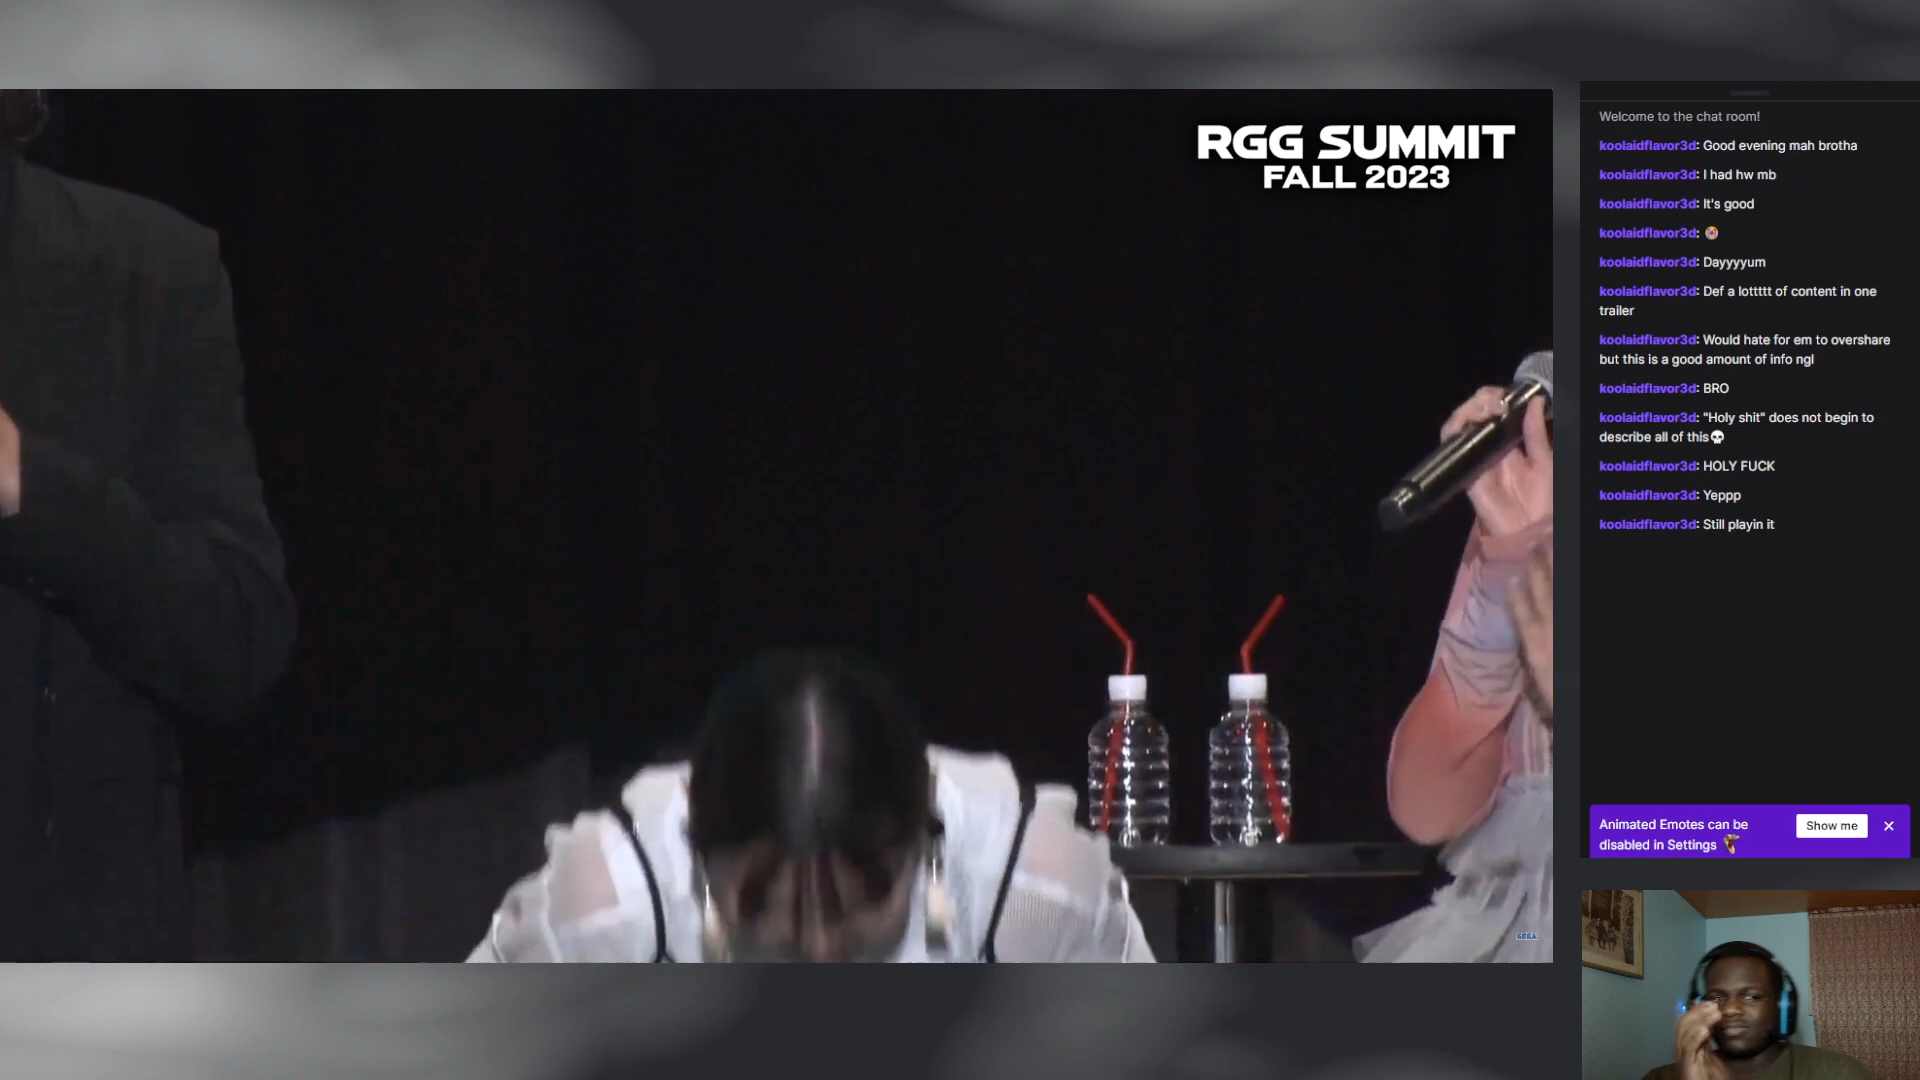 RGG SUMMIT
FALL 2023
SEGA
Welcome to the chat room!
koolaidflavor3d: Good evening mah brotha
koolaidflavor3d: I had hw mb
koolaidflavor3d: It's good
koolaidflavor3d:
koolaidflavor3d: Dayyyyum
koolaidflavor3d: Def a lottttt of content in one
trailer
koolaidflavor3d: Would hate for em to overshare
but this is a good amount of info ngl
koolaidflavor3d: BRO
koolaidflavor3d: "Holy shit" does not begin to
describe all of this💀
koolaidflavor3d: HOLY FUCK
koolaidflavor3d: Yeppp
koolaidflavor3d: Still playin it
Animated Emotes can be
disabled in Settings
Show me